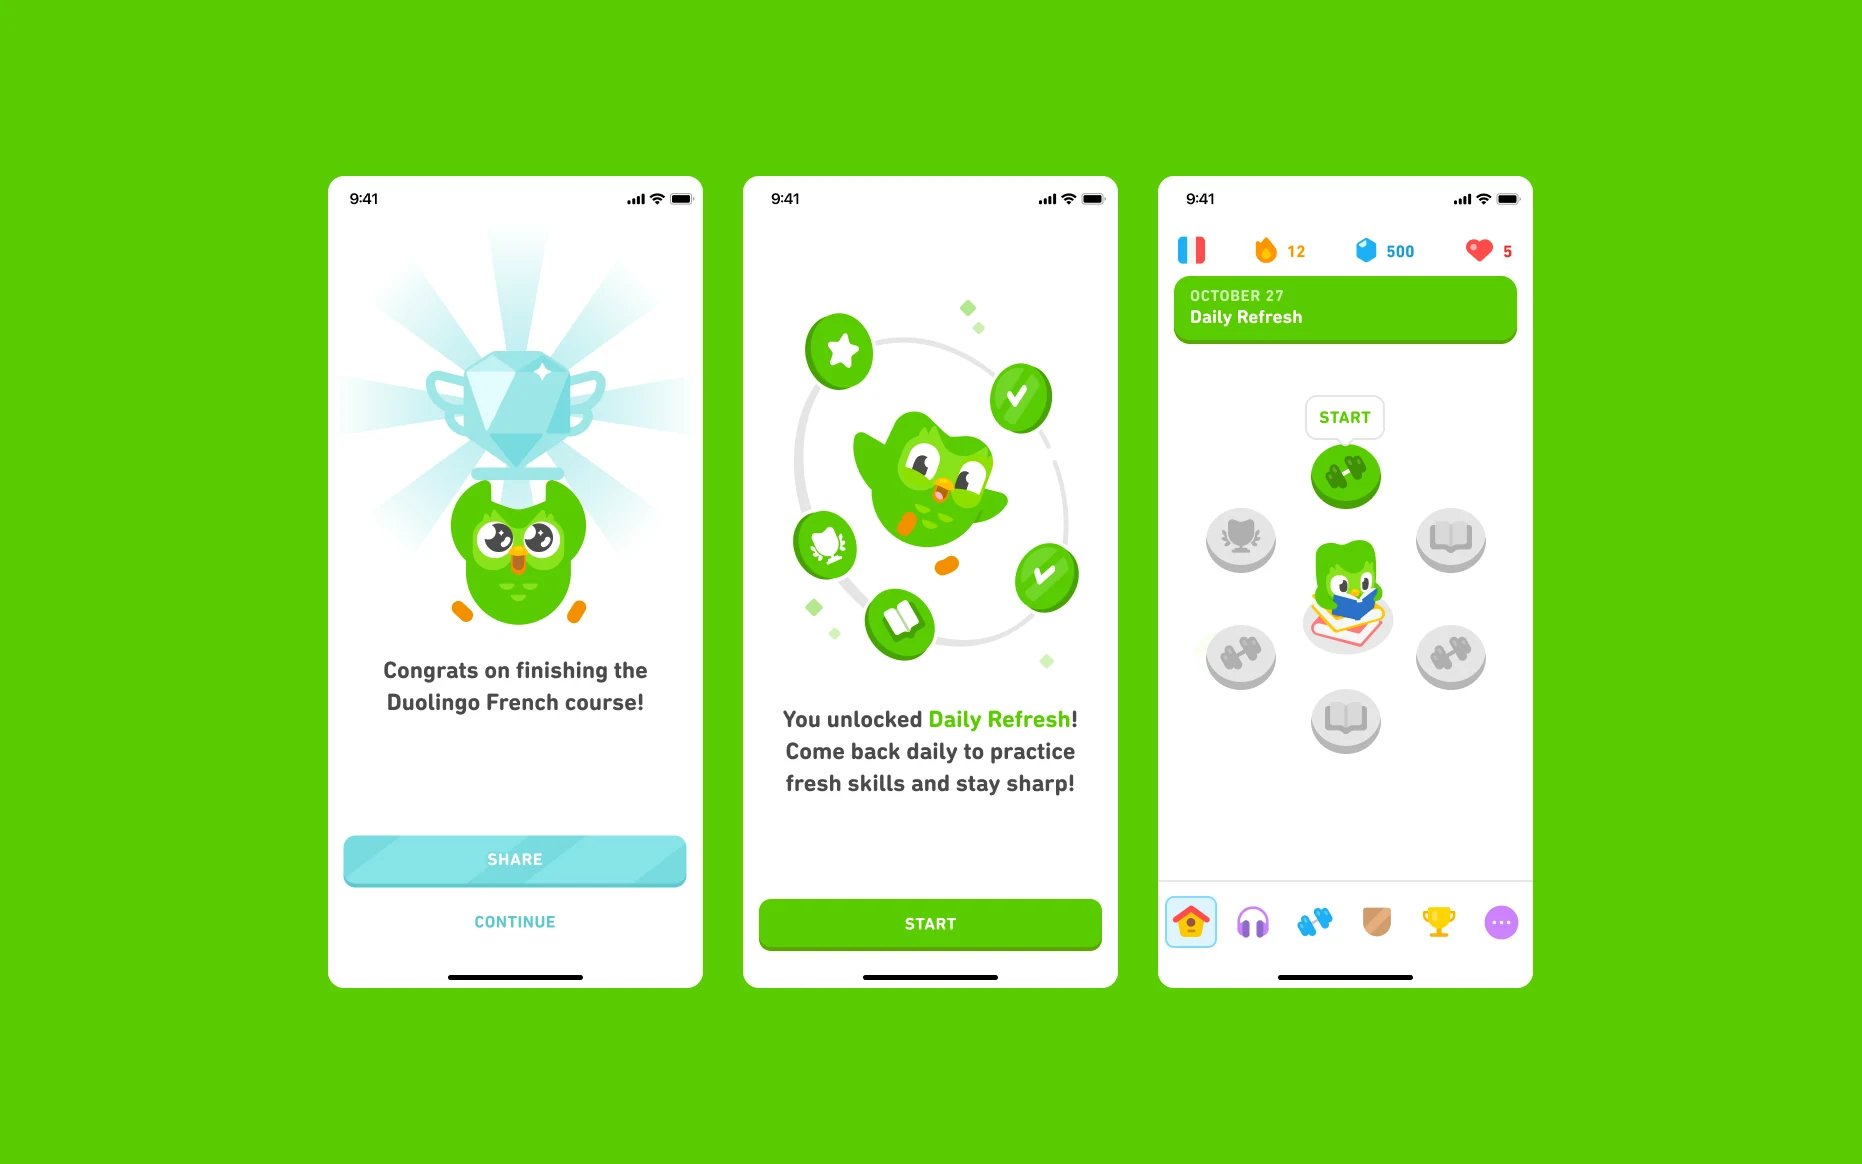 9:41
Congrats on finishing the
Duolingo French course!
SHARE
CONTINUE
9:41
You unlocked Daily Refresh!
Come back daily to practice
fresh skills and stay sharp!
START
9:41
12
500
5
OCTOBER 27
Daily Refresh
START